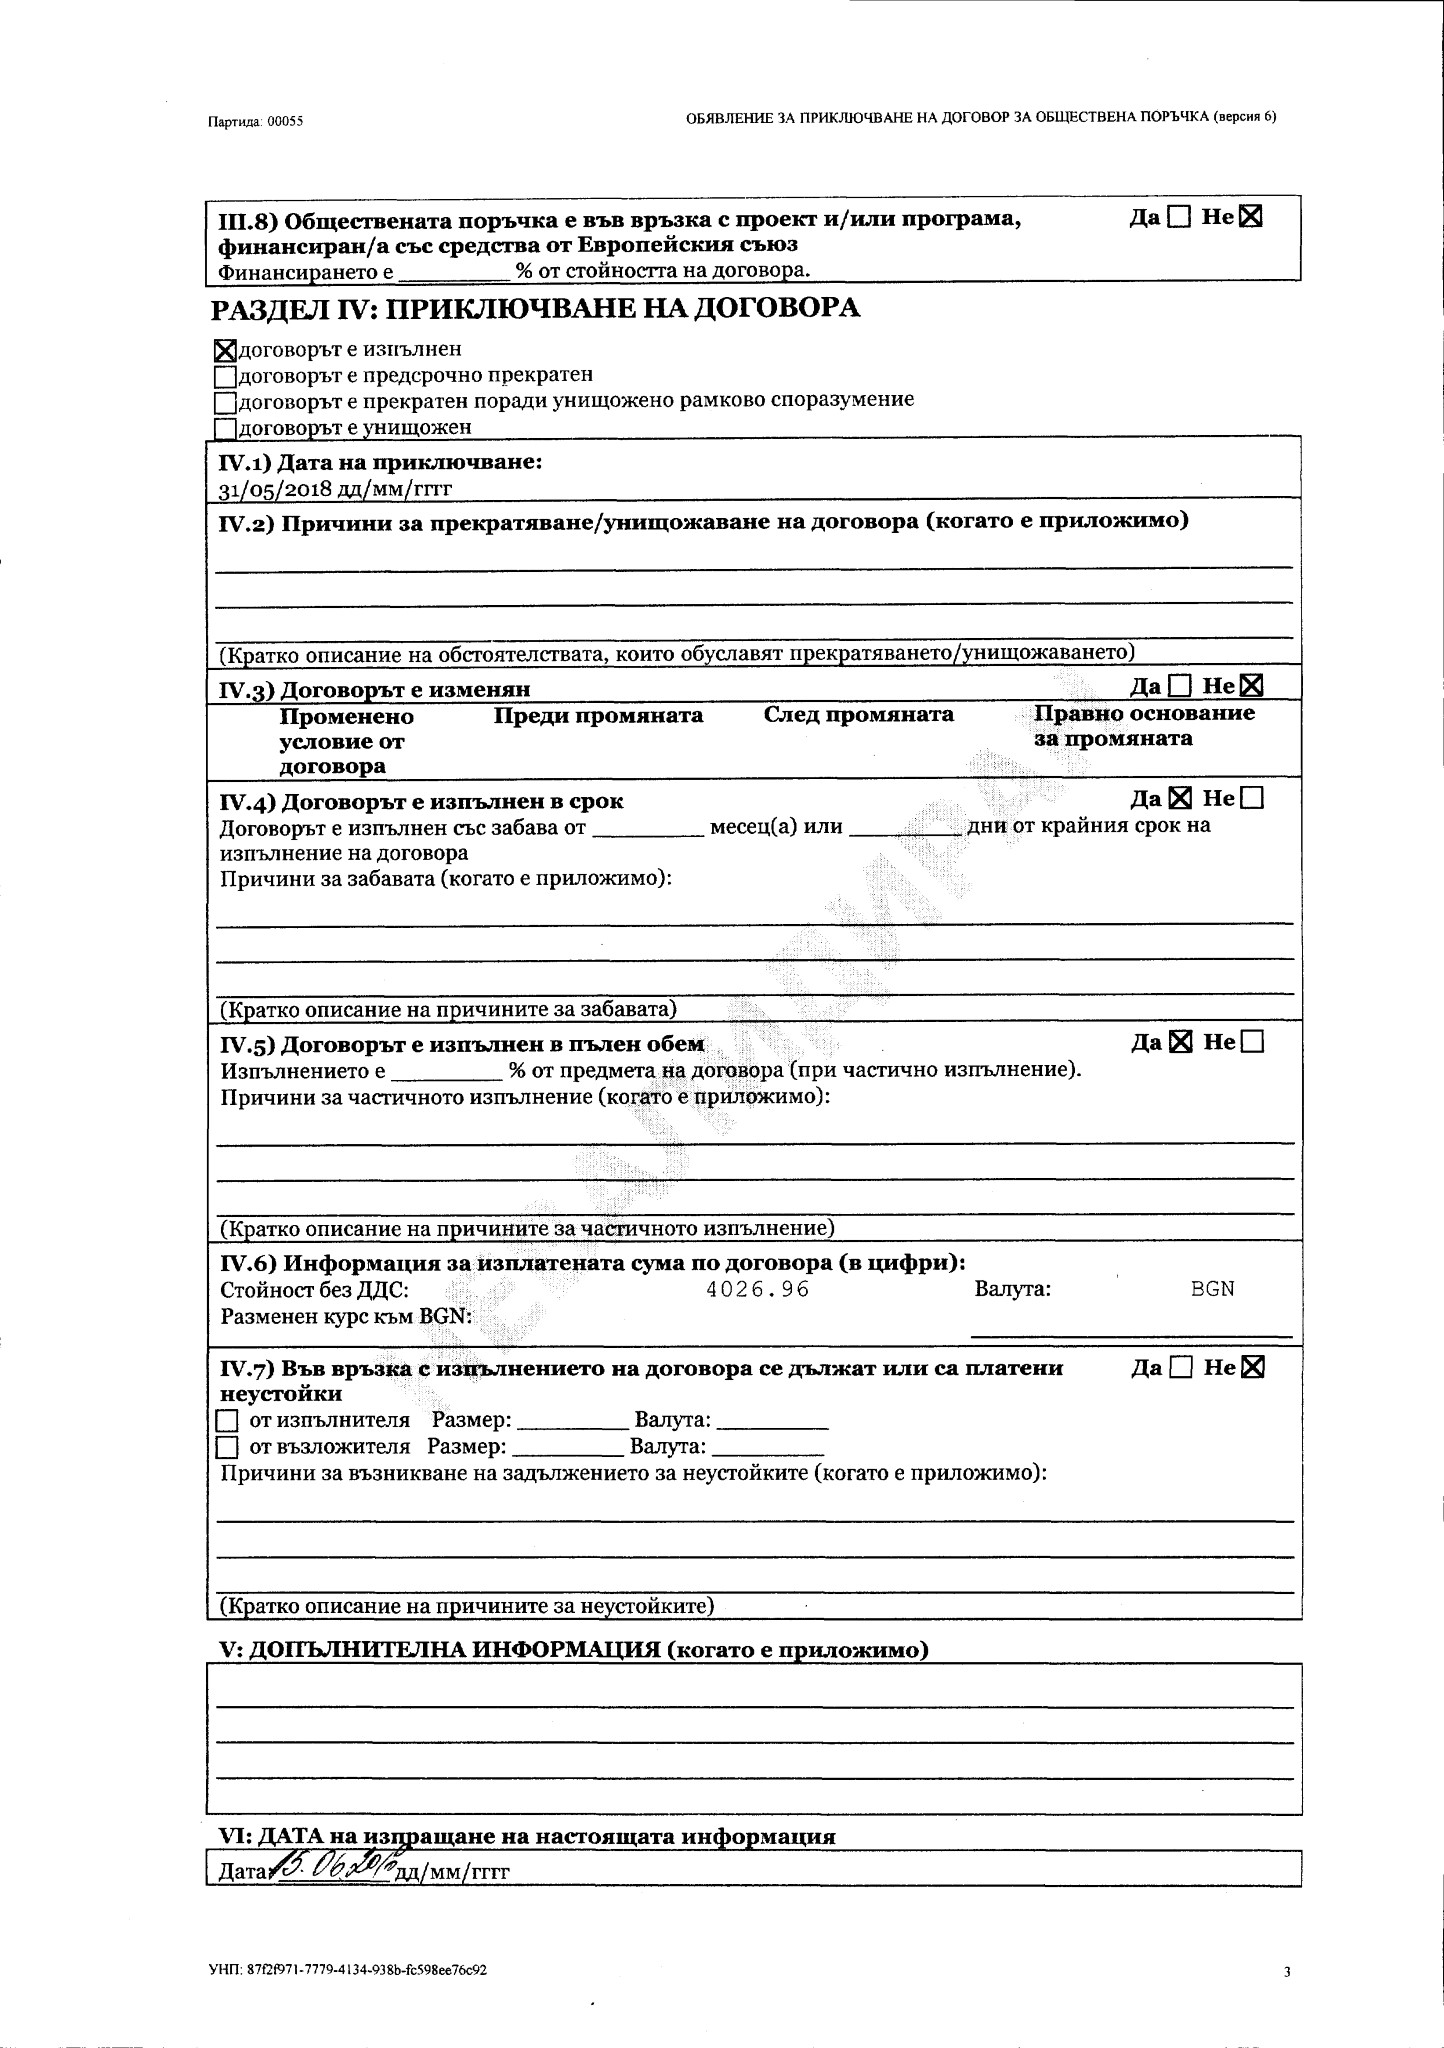 Партида: 00055
ОБЯВЛЕНИЕ ЗА ПРИКЛЮЧВАНЕ НА ДОГОВОР ЗА ОБЩЕСТВЕНА ПОРЪЧКА (версия 6)
III.8) Обществената поръчка е във връзка с проект и/или програма, Да Не
финансиран/а със средства от Европейския съюз
Финансирането е ________ % от стойността на договора.
РАЗДЕЛ IV: ПРИКЛЮЧВАНЕ НА ДОГОВОРА
договорът е изпълнен
договорът е предсрочно прекратен
договорът е прекратен поради унищожено рамково споразумение
договорът е унищожен
IV.1) Дата на приключване:
31/05/2018 дд/мм/гггг
IV.2) Причини за прекратяване/унищожаване на договора (когато е приложимо)
(Кратко описание на обстоятелствата, които обуславят прекратяването/унищожаването)
IV.3) Договорът е изменян Да Не
Променено Преди промяната След промяната Правно основание
условие от за промяната
договора
IV.4) Договорът е изпълнен в срок Да Не
Договорът е изпълнен със забава от ________ месец(а) или ________ дни от крайния срок на
изпълнение на договора
Причини за забавата (когато е приложимо):
(Кратко описание на причините за забавата)
IV.5) Договорът е изпълнен в пълен обем Да Не
Изпълнението е ________ % от предмета на договора (при частично изпълнение).
Причини за частичното изпълнение (когато е приложимо):
(Кратко описание на причините за частичното изпълнение)
IV.6) Информация за изплатената сума по договора (в цифри):
Стойност без ДДС: 4026.96 Валута: BGN
Разменен курс към BGN:
IV.7) Във връзка с изпълнението на договора се дължат или са платени Да Не
неустойки
от изпълнителя Размер: ________ Валута: ________
от възложителя Размер: ________ Валута: ________
Причини за възникване на задължението за неустойките (когато е приложимо):
(Кратко описание на причините за неустойките)
V: ДОПЪЛНИТЕЛНА ИНФОРМАЦИЯ (когато е приложимо)
VI: ДАТА на изпращане на настоящата информация
Дата: дд/мм/гггг
УНП: 87f2f971-7779-4134-938b-fc598ee76c92
3